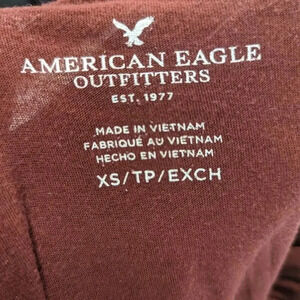 AMERICAN EAGLE
OUTFITTERS
EST. 1977
MADE IN VIETNAM
FABRIQUÉ AU VIETNAM
HECHO EN VIETNAM
XS/TP/EXCH